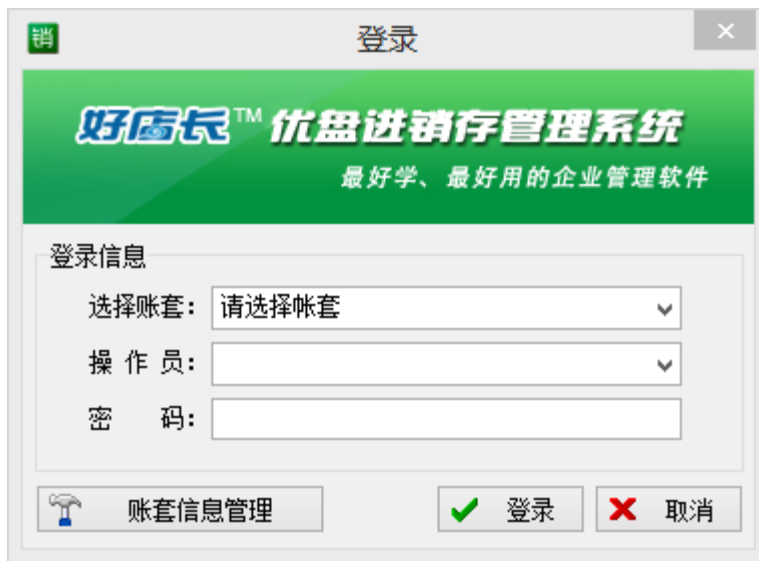 销 登录
好店长™ 优盘进销存管理系统
最好学、最好用的企业管理软件
登录信息
选择账套： 请选择帐套
操 作 员：
密 码：
账套信息管理 登录 取消